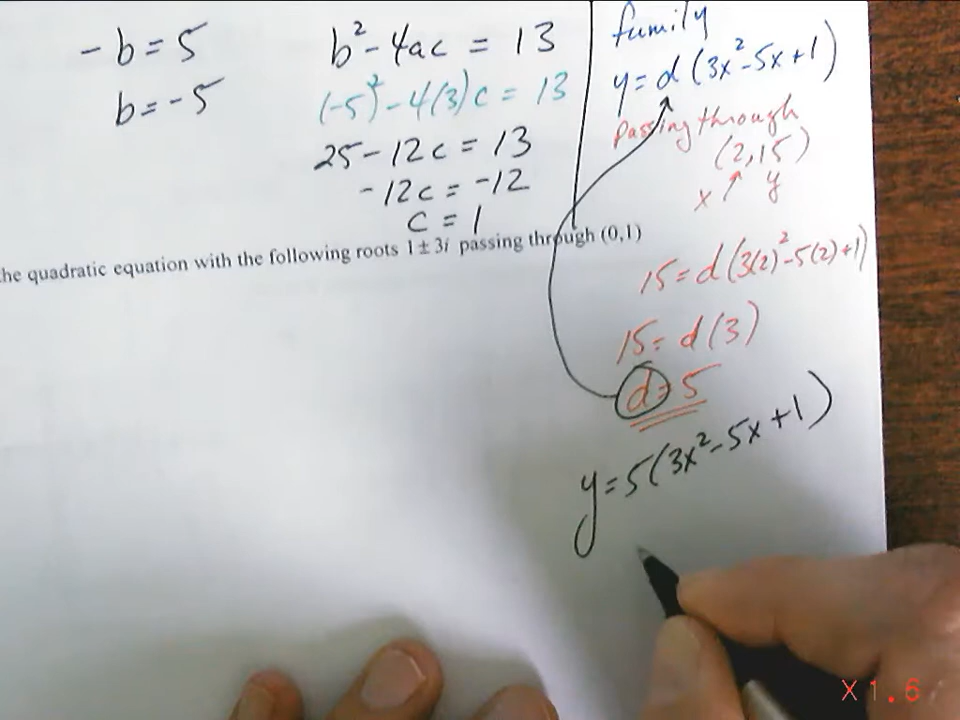 -b = 5
b = -5
b² - 4ac = 13
(-5)² - 4(3)c = 13
25 - 12c = 13
-12c = -12
c = 1
family
y = d(3x² - 5x + 1)
passing through
(2, 15)
x y
15 = d(3(2)² - 5(2) + 1)
15 = d(3)
d = 5
y = 5(3x² - 5x + 1)
he quadratic equation with the following roots 1 ± 3i passing through (0,1)
X1.6